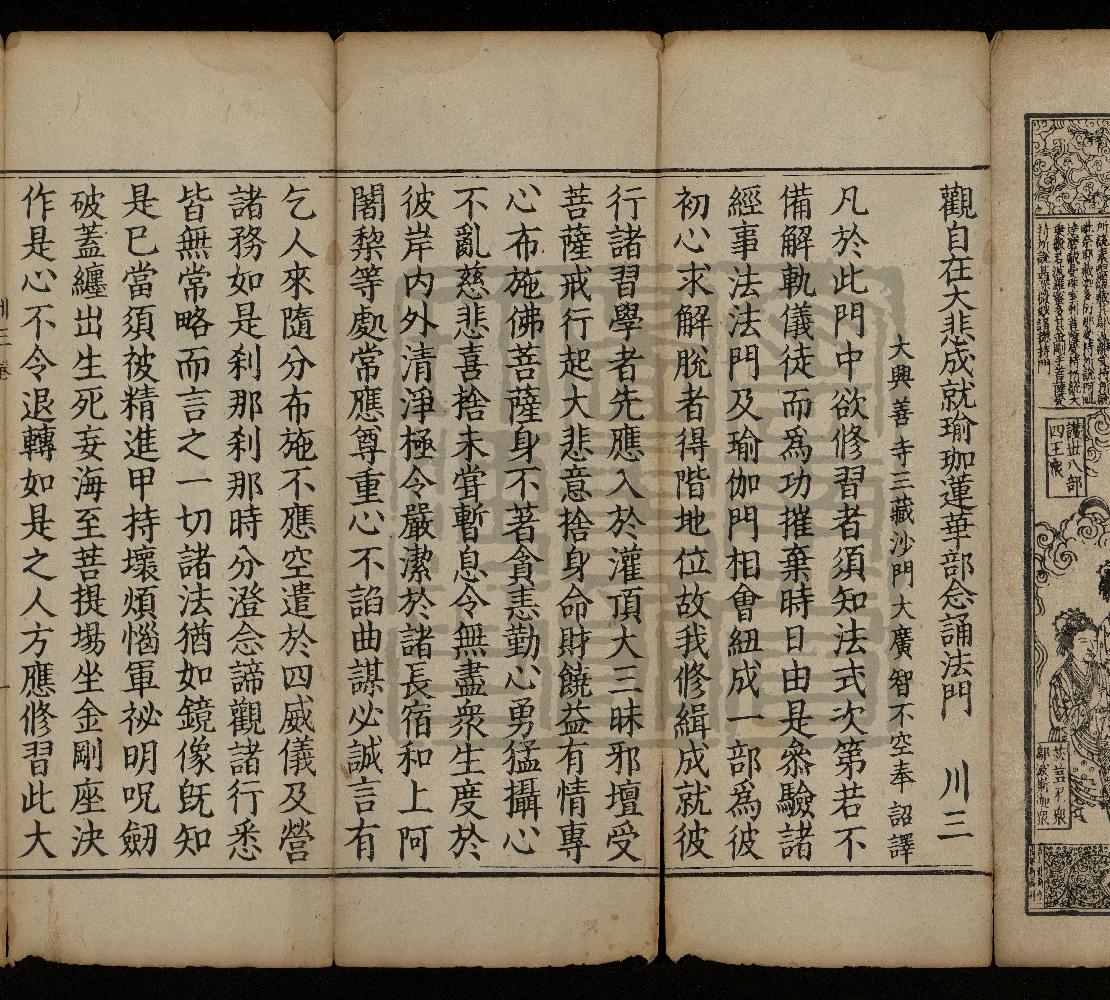 觀自在大悲成就瑜珈蓮華部念誦法門　川三
大興善寺三藏沙門大廣智不空奉　詔譯
凡於此門中欲修習者須知法式次第若不
備解軌儀徒而爲功摧棄時日由是叅驗諸
經事法法門及瑜伽門相會紐成一部爲彼
初心求解脫者得階地位故我修緝成就彼
行諸習學者先應入於灌頂大三昧邪壇受
菩薩戒行起大悲意捨身命財饒益有情專
心布施佛菩薩身不著貪恚勤心勇猛攝心
不亂慈悲喜捨未甞暫息令無盡衆生度於
彼岸内外清淨極令嚴潔於諸長宿和上阿
闍黎等處常應尊重心不諂曲謀必誠言有
乞人來隨分布施不應空遣於四威儀及營
諸務如是刹那刹那時分澄念諦觀諸行悉
皆無常略而言之一切諸法猶如鏡像旣知
是巳當須被精進甲持壞煩惱軍祕明呪劒
破蓋纏出生死妄海至菩提場坐金剛座決
作是心不令退轉如是之人方應修習此大
護世八部
四王衆